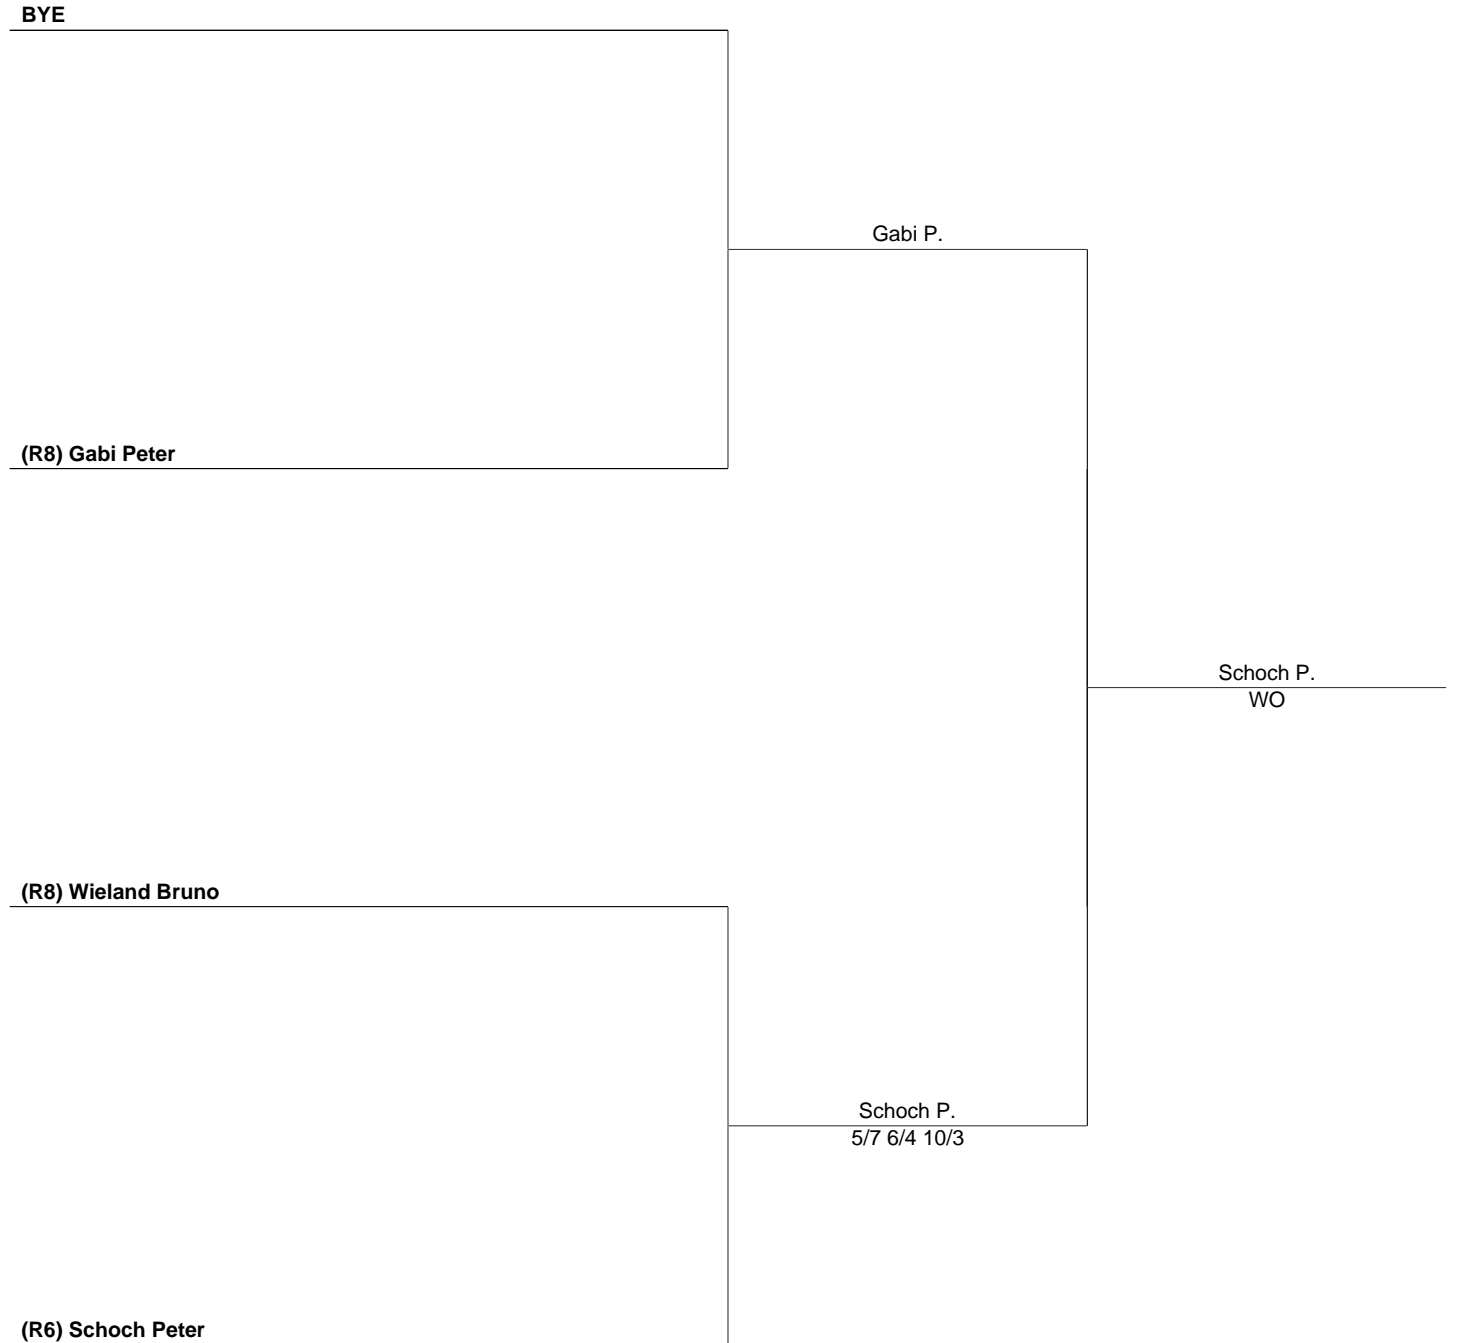 BYE
Gabi P.
(R8) Gabi Peter
Schoch P.
WO
(R8) Wieland Bruno
Schoch P.
5/7 6/4 10/3
(R6) Schoch Peter